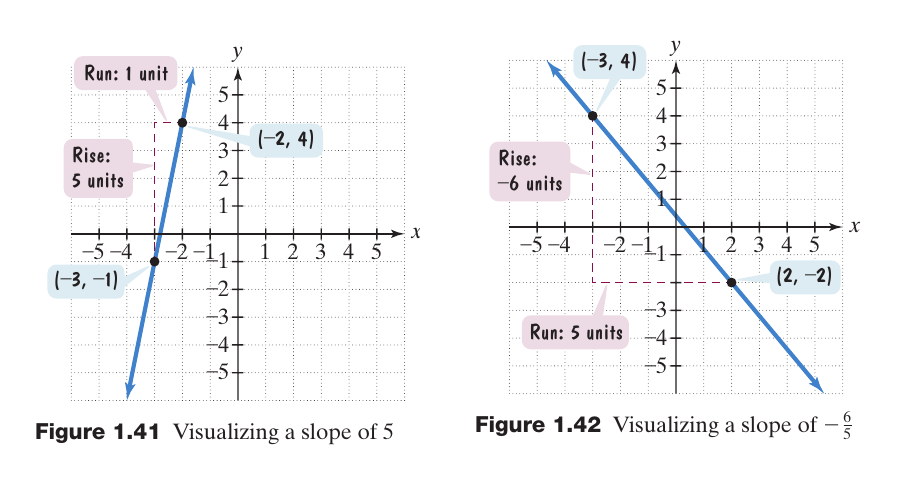 y
Run: 1 unit
5
4
(−2, 4)
3
Rise:
5 units
2
1
x
−5 −4 −2 −1 1 2 3 4 5
−1
(−3, −1)
−2
−3
−4
−5
Figure 1.41 Visualizing a slope of 5
y
(−3, 4)
5
4
3
Rise:
−6 units
2
1
x
−5 −4 −2 −1 1 2 3 4 5
−1
(2, −2)
−3
Run: 5 units
−4
−5
Figure 1.42 Visualizing a slope of −6/5